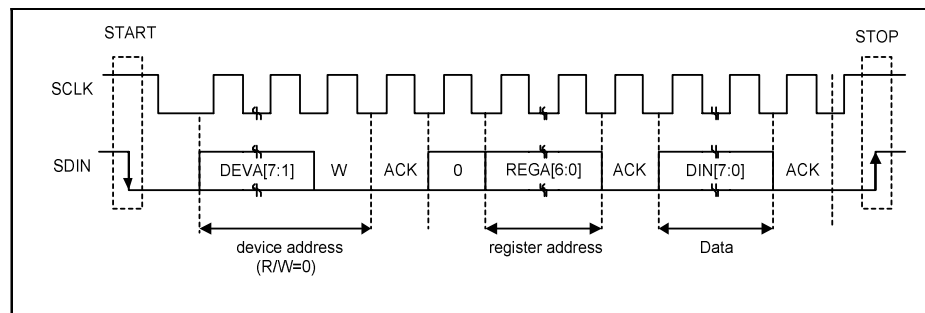 START
STOP
SCLK
SDIN
DEVA[7:1] W ACK 0 REGA[6:0] ACK DIN[7:0] ACK
device address
(R/W=0)
register address
Data